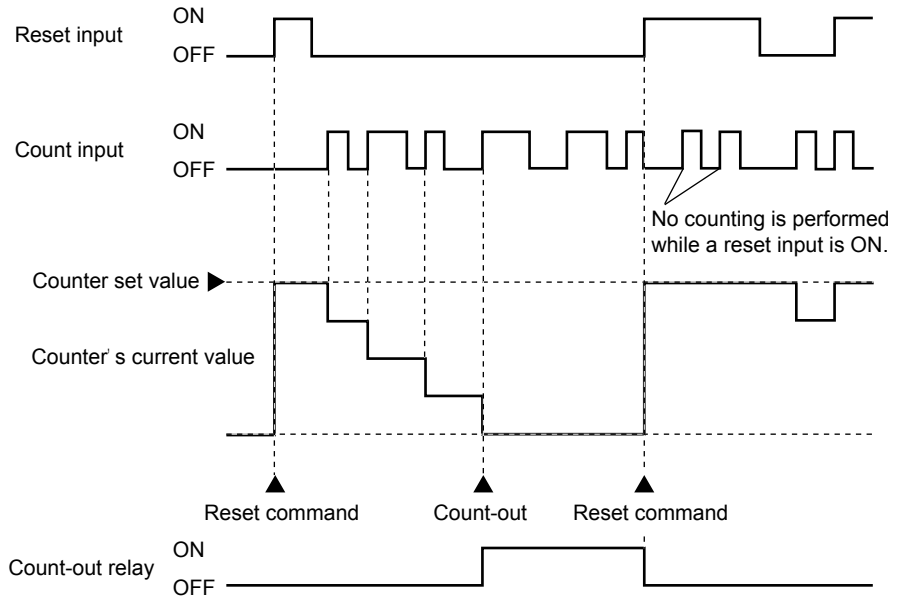 ON
Reset input
OFF
ON
Count input
OFF
No counting is performed
while a reset input is ON.
Counter set value
Counter's current value
Reset command
Count-out
Reset command
ON
Count-out relay
OFF